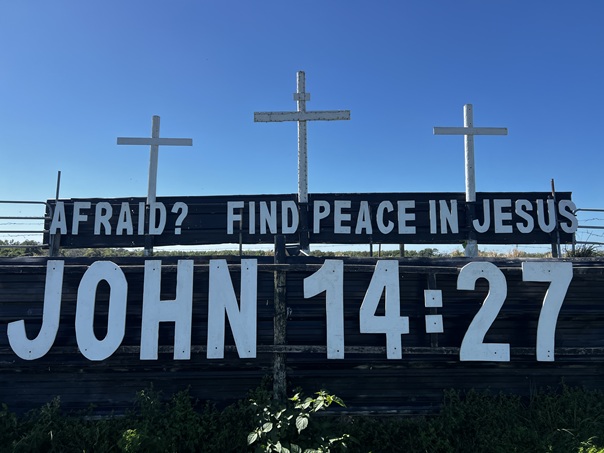 AFRAID? FIND PEACE IN JESUS
JOHN 14:27